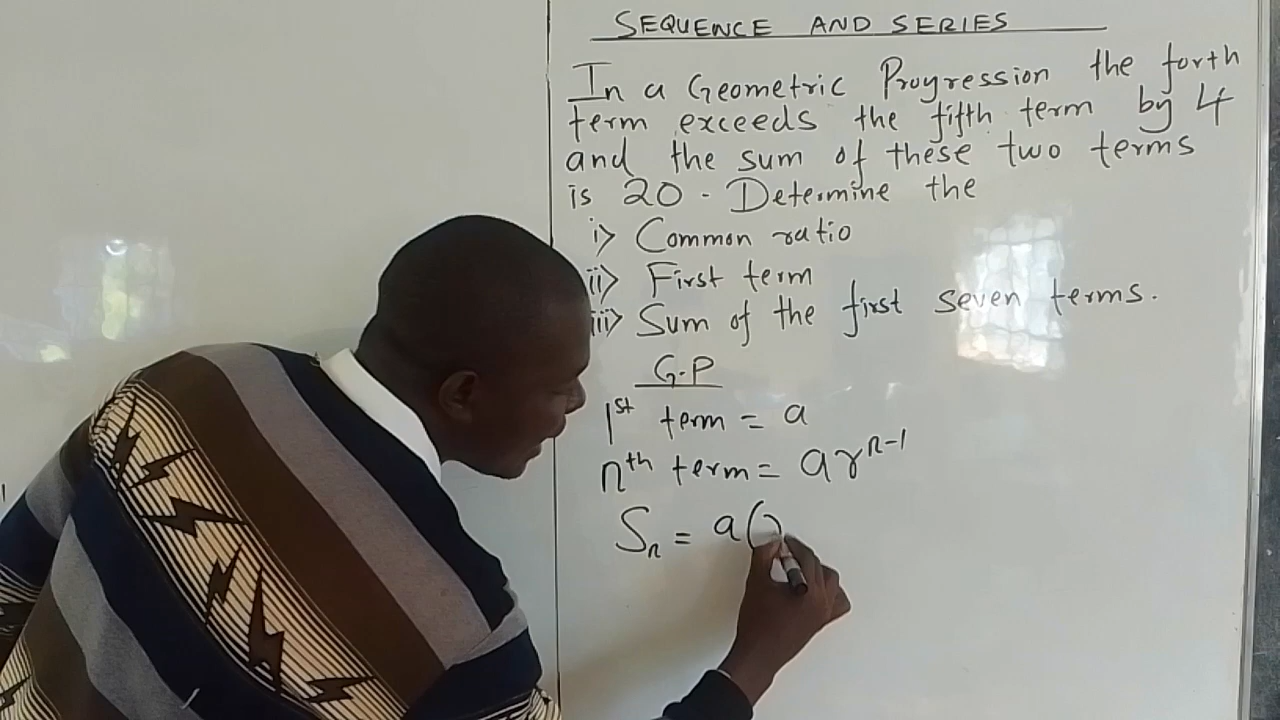 SEQUENCE AND SERIES
In a Geometric Progression the forth
term exceeds the fifth term by 4
and the sum of these two terms
is 20. Determine the
i) Common ratio
ii) First term
iii) Sum of the first seven terms.
G.P
1st term = a
nth term = ar^n-1
Sn = a(